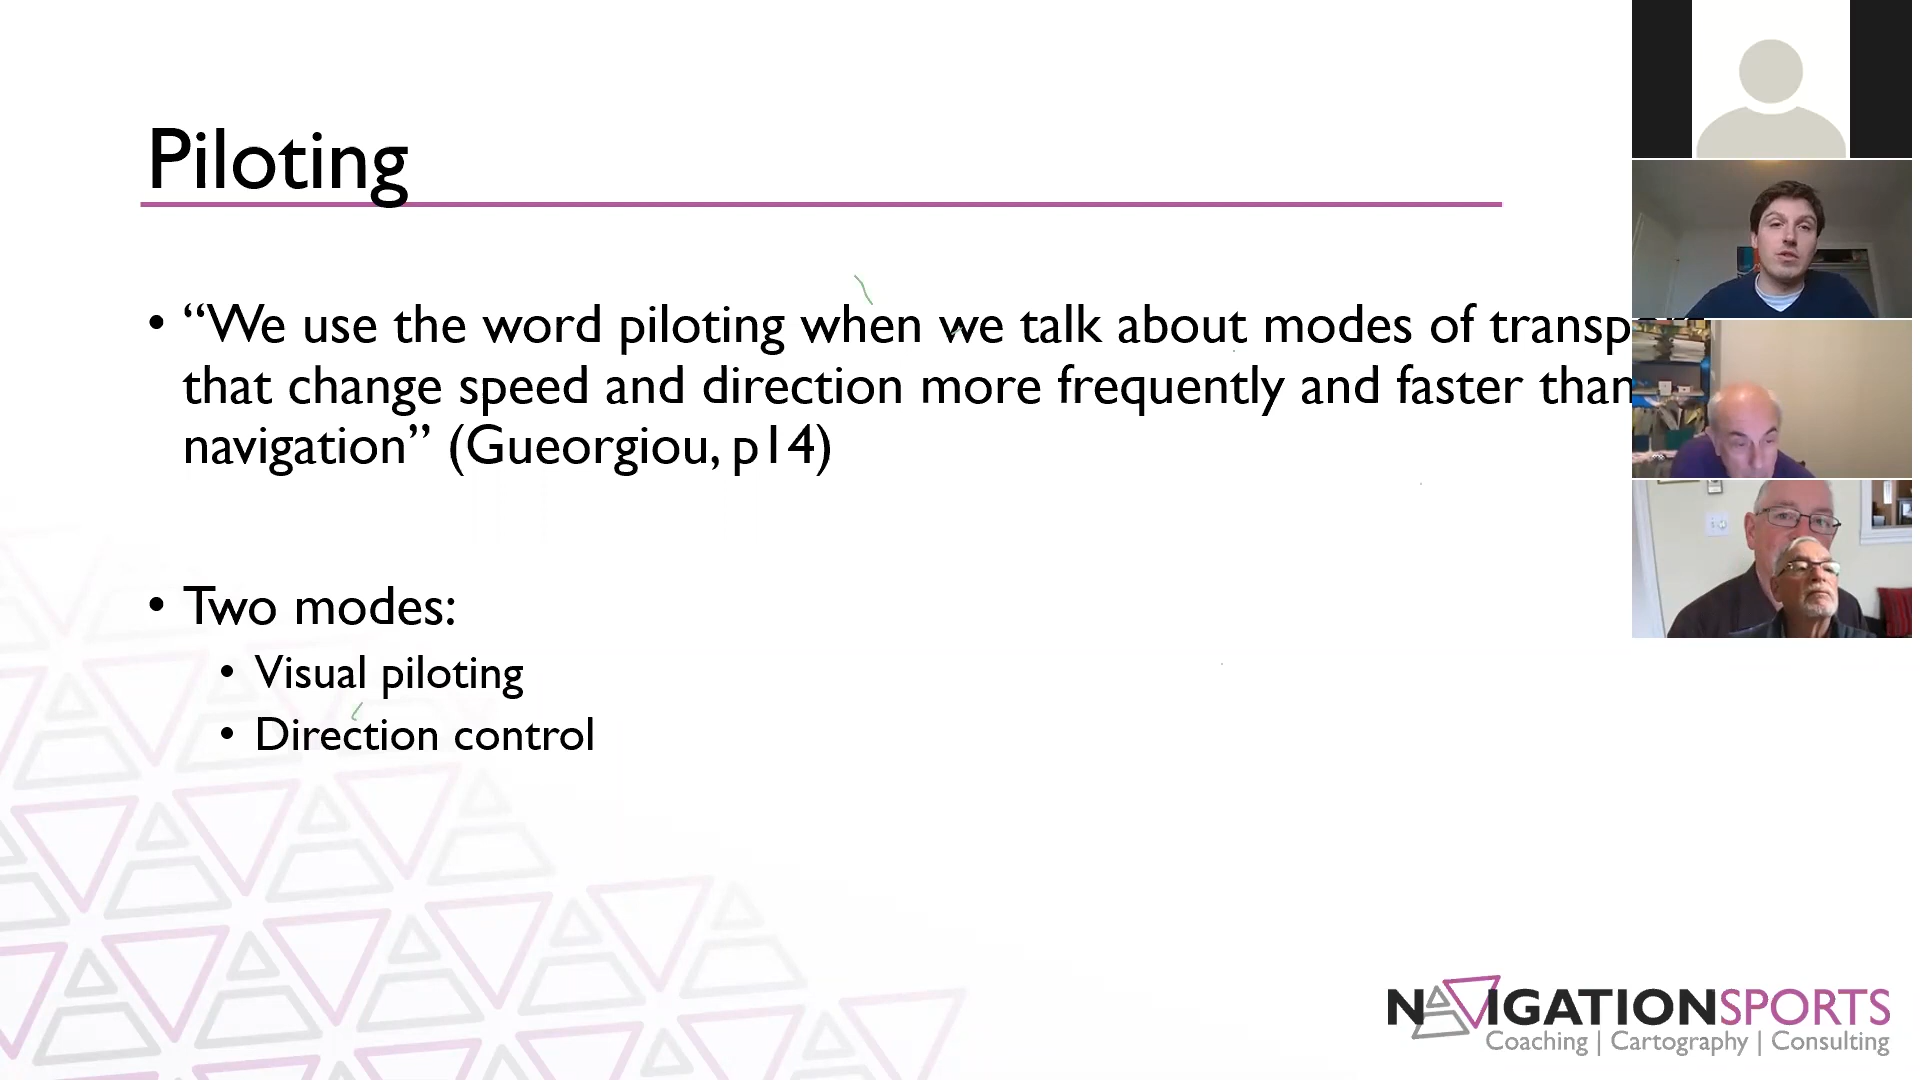 Piloting
• “We use the word piloting when we talk about modes of transp
that change speed and direction more frequently and faster than
navigation” (Gueorgiou, p14)
• Two modes:
• Visual piloting
• Direction control
NAVIGATIONSPORTS
Coaching | Cartography | Consulting